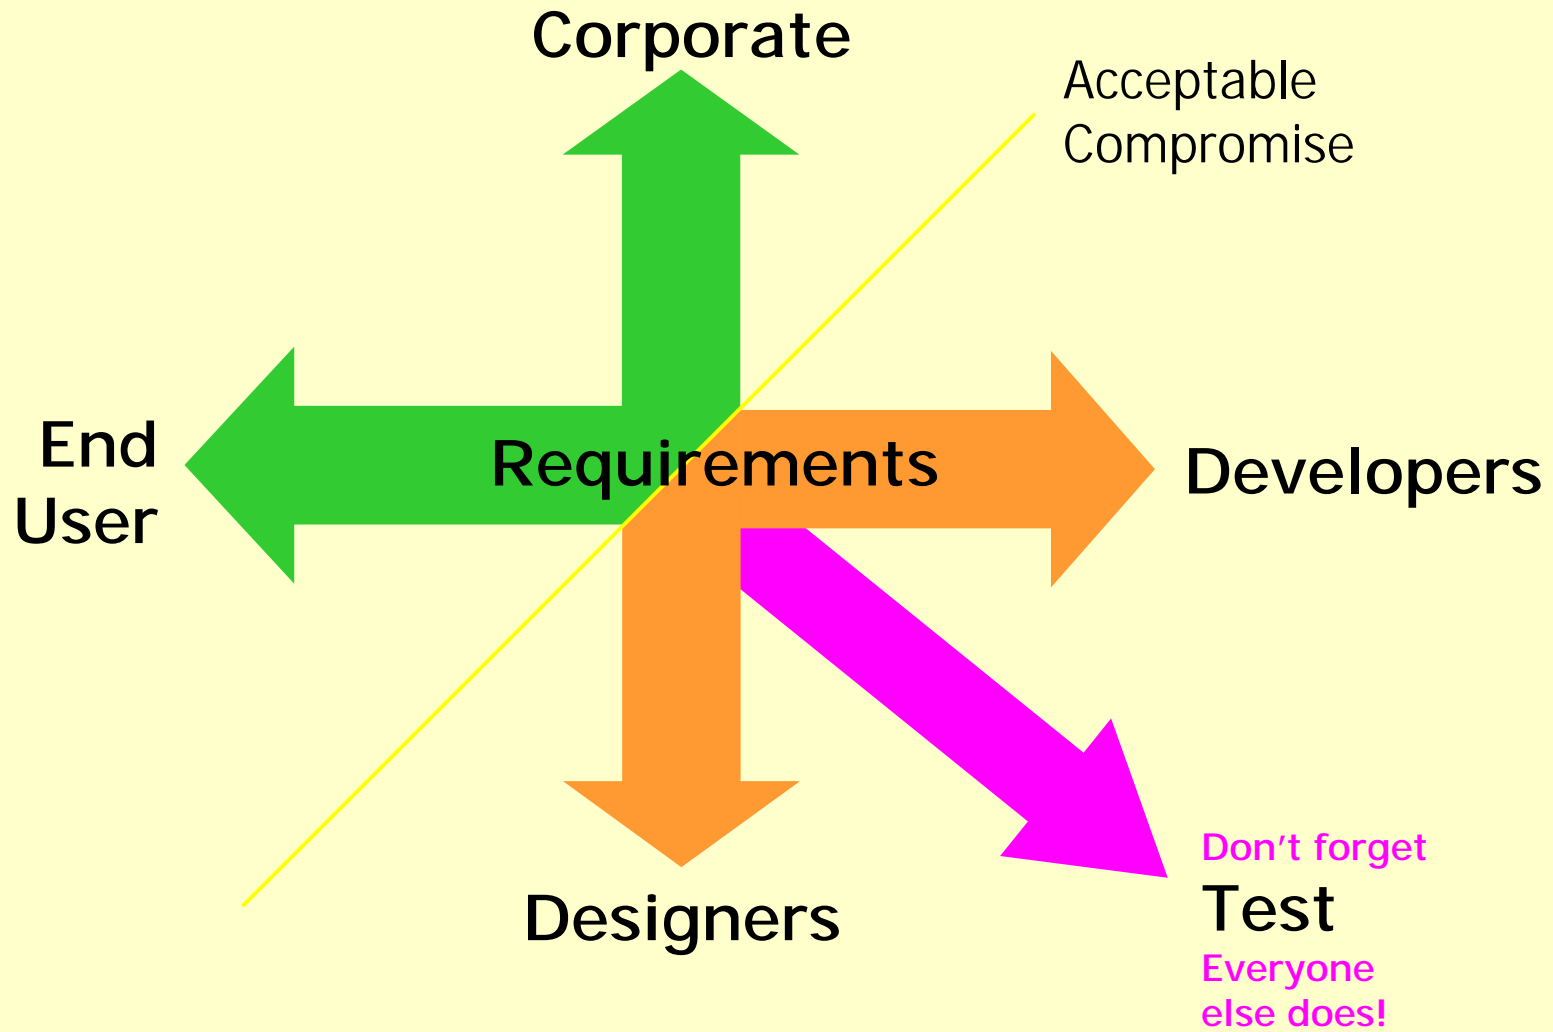 Corporate
Acceptable
Compromise
End
User
Requirements
Developers
Designers
Don't forget
Test
Everyone
else does!